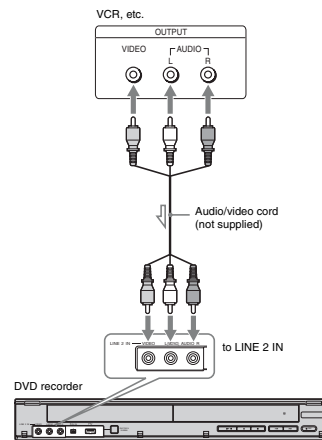 VCR, etc.
OUTPUT
VIDEO
AUDIO
L R
Audio/video cord
(not supplied)
LINE 2 IN VIDEO L AUDIO R
to LINE 2 IN
DVD recorder